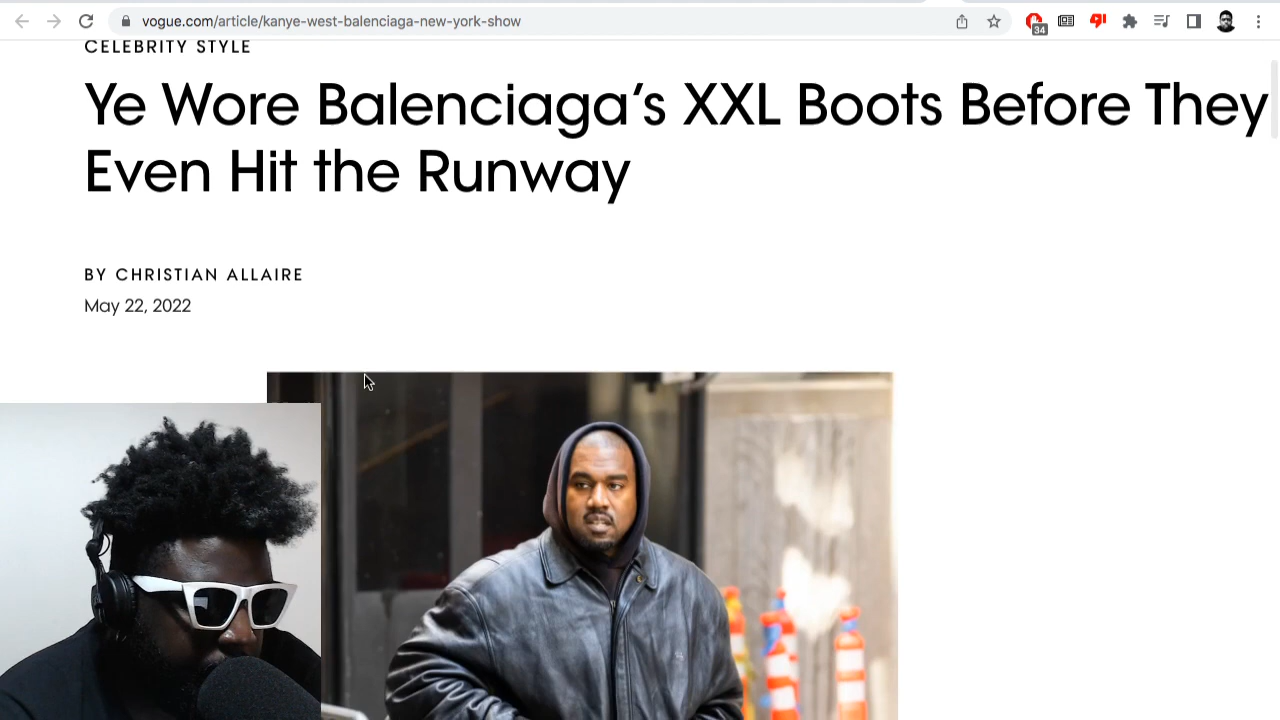 vogue.com/article/kanye-west-balenciaga-new-york-show
34
CELEBRITY STYLE
Ye Wore Balenciaga’s XXL Boots Before They
Even Hit the Runway
BY CHRISTIAN ALLAIRE
May 22, 2022